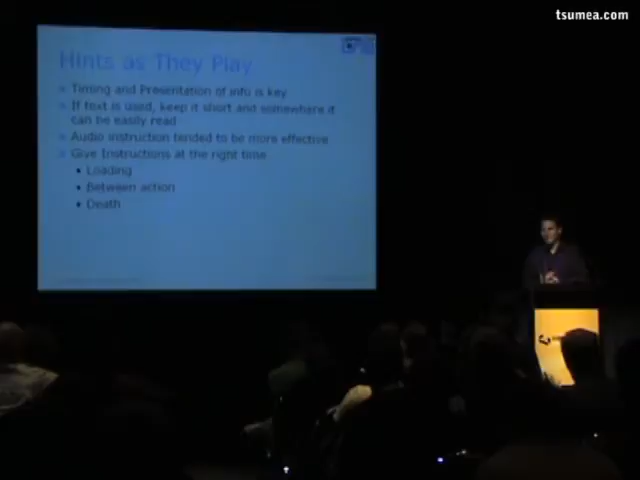 tsumea.com
Hints as They Play
Timing and Presentation of info is key
If text is used, keep it short and somewhere it
can be easily read
Audio instruction tended to be more effective
Give Instructions at the right time
• Loading
• Between action
• Death